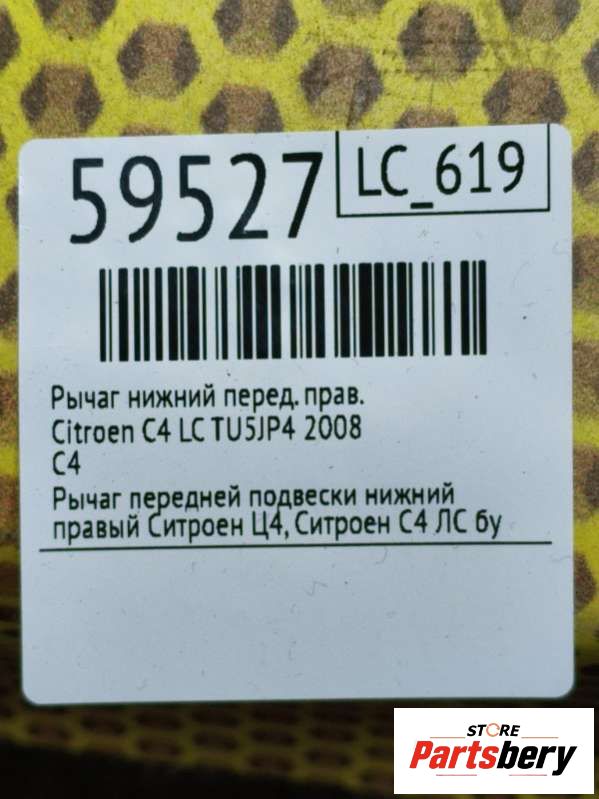 59527
LC_619
Рычаг нижний перед. прав.
Citroen C4 LC TU5JP4 2008
C4
Рычаг передней подвески нижний
правый Ситроен Ц4, Ситроен С4 ЛС бу
STORE
Partsbery